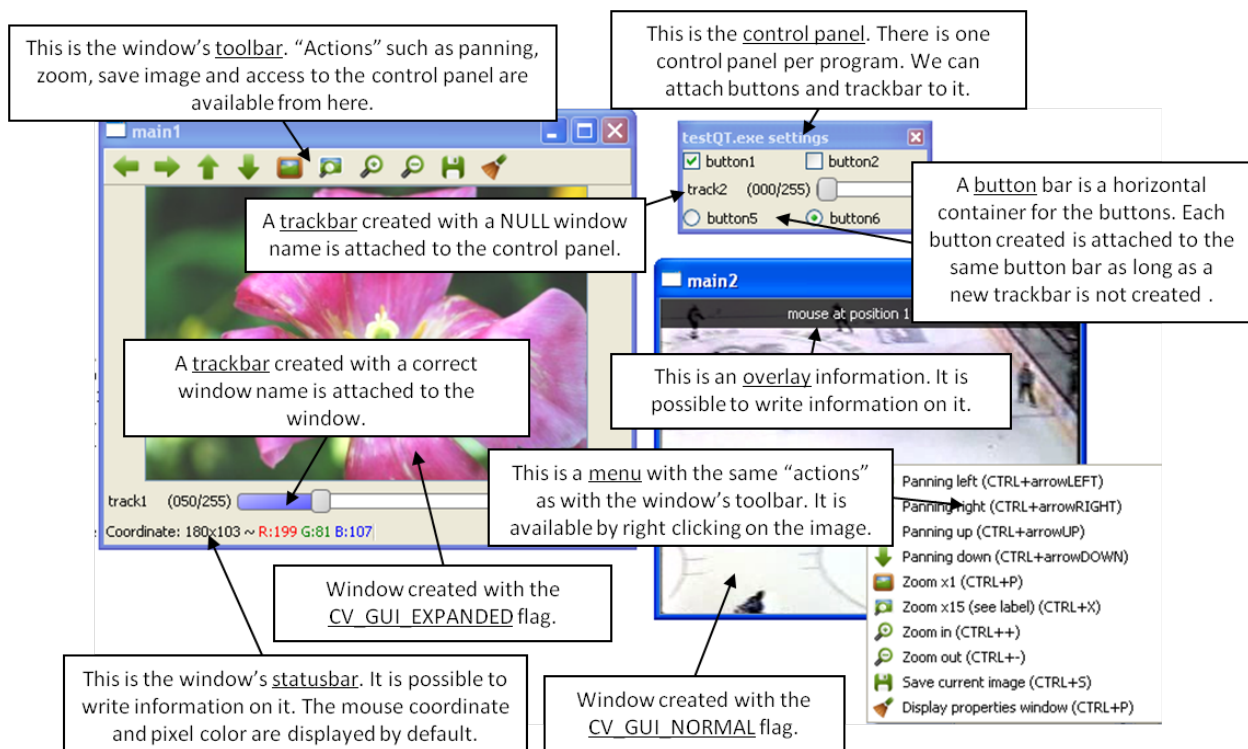 This is the window's toolbar. “Actions” such as panning,
zoom, save image and access to the control panel are
available from here.
This is the control panel. There is one
control panel per program. We can
attach buttons and trackbar to it.
main1
testQT.exe settings
button1
button2
track2 (000/255)
button5
button6
A button bar is a horizontal
container for the buttons. Each
button created is attached to the
same button bar as long as a
new trackbar is not created .
A trackbar created with a NULL window
name is attached to the control panel.
main2
mouse at position 1
A trackbar created with a correct
window name is attached to the
window.
This is an overlay information. It is
possible to write information on it.
This is a menu with the same “actions”
as with the window's toolbar. It is
available by right clicking on the image.
track1 (050/255)
Coordinate: 180x103 ~ R:199 G:81 B:107
Panning left (CTRL+arrowLEFT)
Panning right (CTRL+arrowRIGHT)
Panning up (CTRL+arrowUP)
Panning down (CTRL+arrowDOWN)
Zoom x1 (CTRL+P)
Zoom x15 (see label) (CTRL+X)
Zoom in (CTRL++)
Zoom out (CTRL+-)
Save current image (CTRL+S)
Display properties window (CTRL+P)
Window created with the
CV_GUI_EXPANDED flag.
This is the window's statusbar. It is possible to
write information on it. The mouse coordinate
and pixel color are displayed by default.
Window created with the
CV_GUI_NORMAL flag.